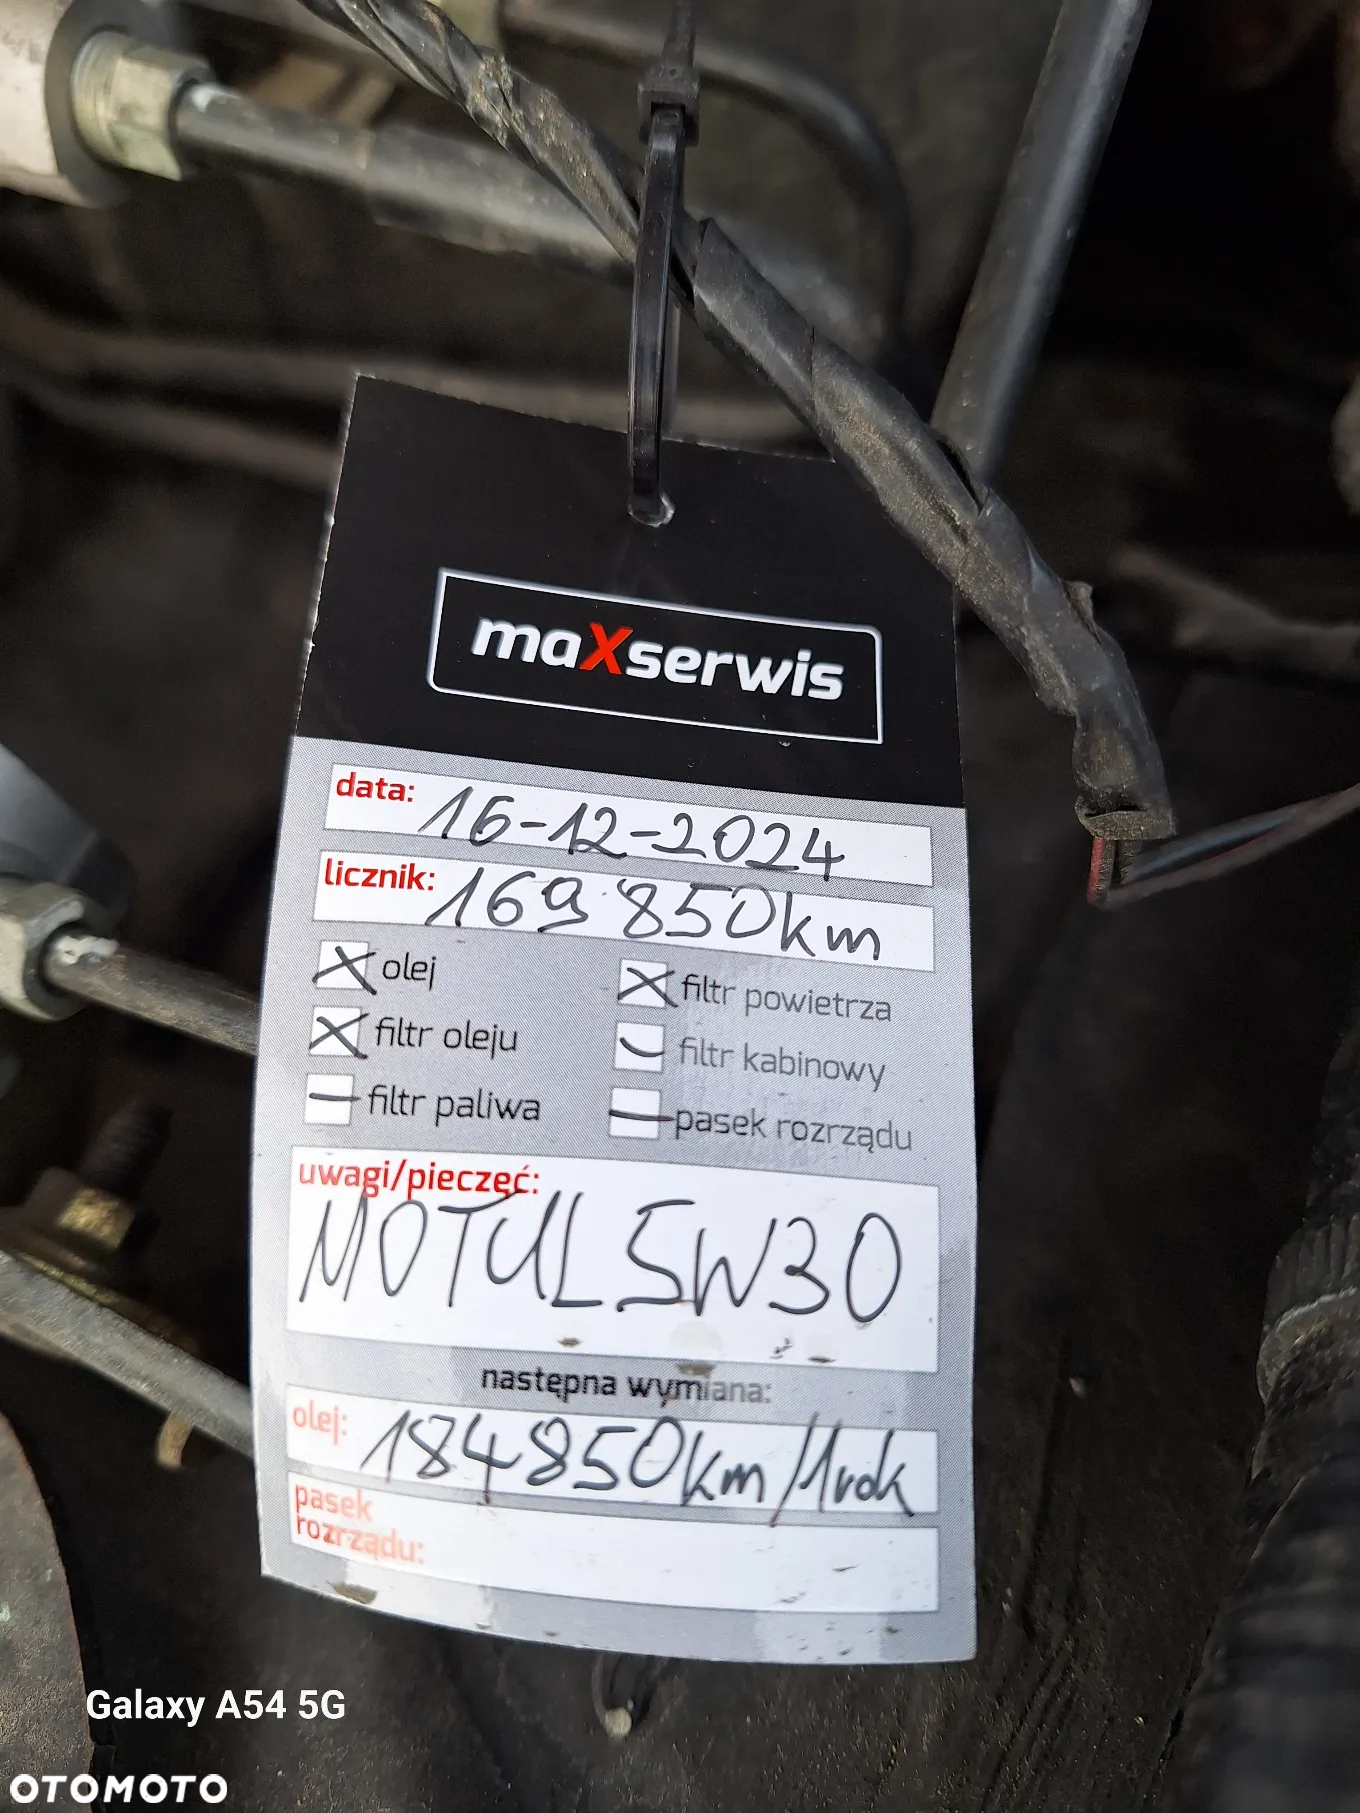 maXserwis
data: 16-12-2024
licznik: 169 850km
olej filtr powietrza
filtr oleju filtr kabinowy
filtr paliwa pasek rozrządu
uwagi/pieczęć:
MOTUL 5W30
następna wymiana:
olej: 184850km/1rok
pasek
rozrządu:
Galaxy A54 5G
OTOMOTO